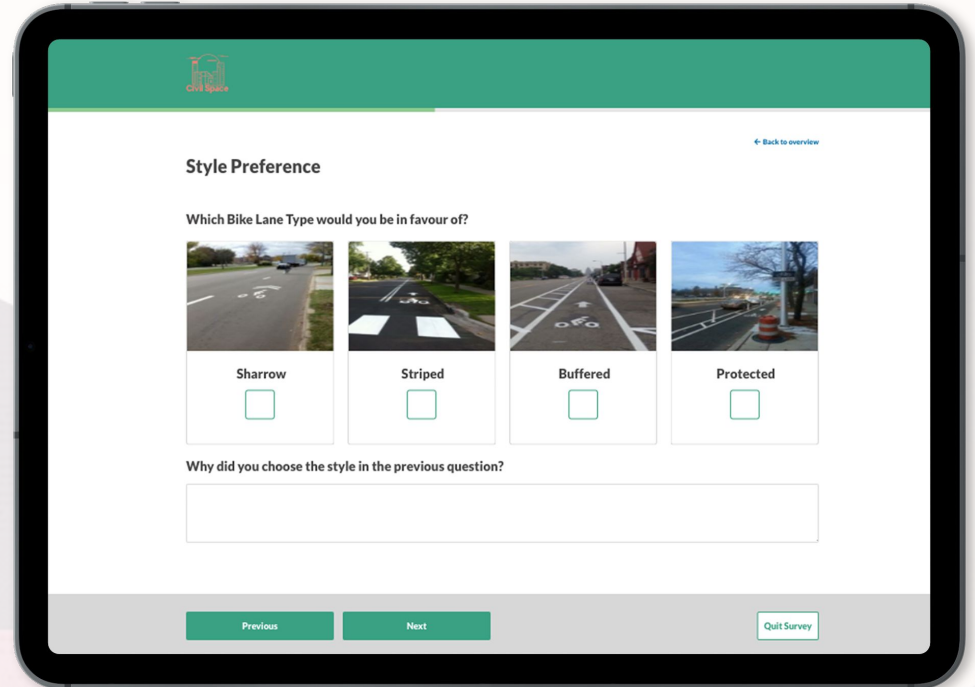 Civil Space
← Back to overview
Style Preference
Which Bike Lane Type would you be in favour of?
Sharrow
Striped
Buffered
Protected
Why did you choose the style in the previous question?
Previous
Next
Quit Survey